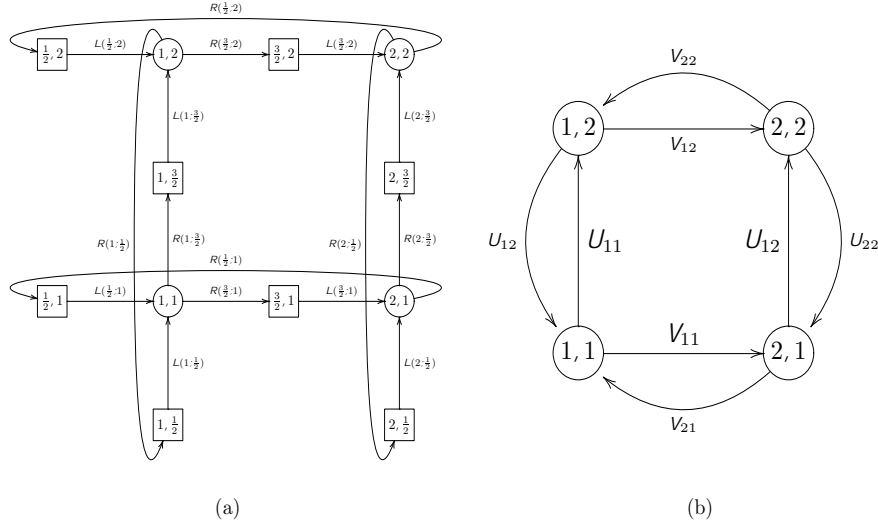 R(½;2)
½, 2 L(½;2) 1, 2 R(3/2;2) 3/2, 2 L(3/2;2) 2, 2
L(1;3/2) L(2;3/2)
1, 3/2 2, 3/2
R(1;½) R(1;3/2) R(2;½) R(2;3/2)
R(½;1)
½, 1 L(½;1) 1, 1 R(3/2;1) 3/2, 1 L(3/2;1) 2, 1
L(1;½) L(2;½)
1, ½ 2, ½
(a)
V₂₂
1, 2 2, 2
V₁₂
U₁₂ U₁₁ U₁₂ U₂₂
V₁₁
1, 1 2, 1
V₂₁
(b)